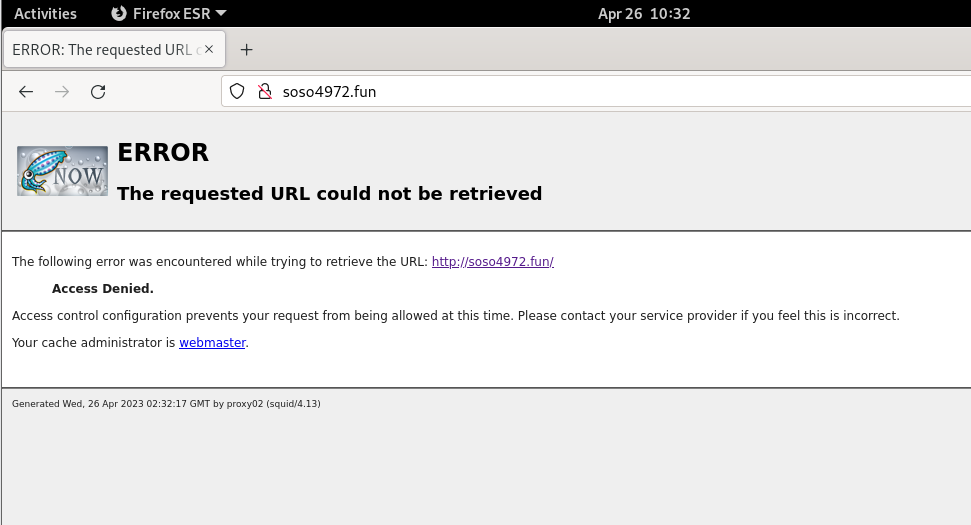 Activities Firefox ESR Apr 26 10:32
ERROR: The requested URL
soso4972.fun
NOW
ERROR
The requested URL could not be retrieved
The following error was encountered while trying to retrieve the URL: http://soso4972.fun/
Access Denied.
Access control configuration prevents your request from being allowed at this time. Please contact your service provider if you feel this is incorrect.
Your cache administrator is webmaster.
Generated Wed, 26 Apr 2023 02:32:17 GMT by proxy02 (squid/4.13)